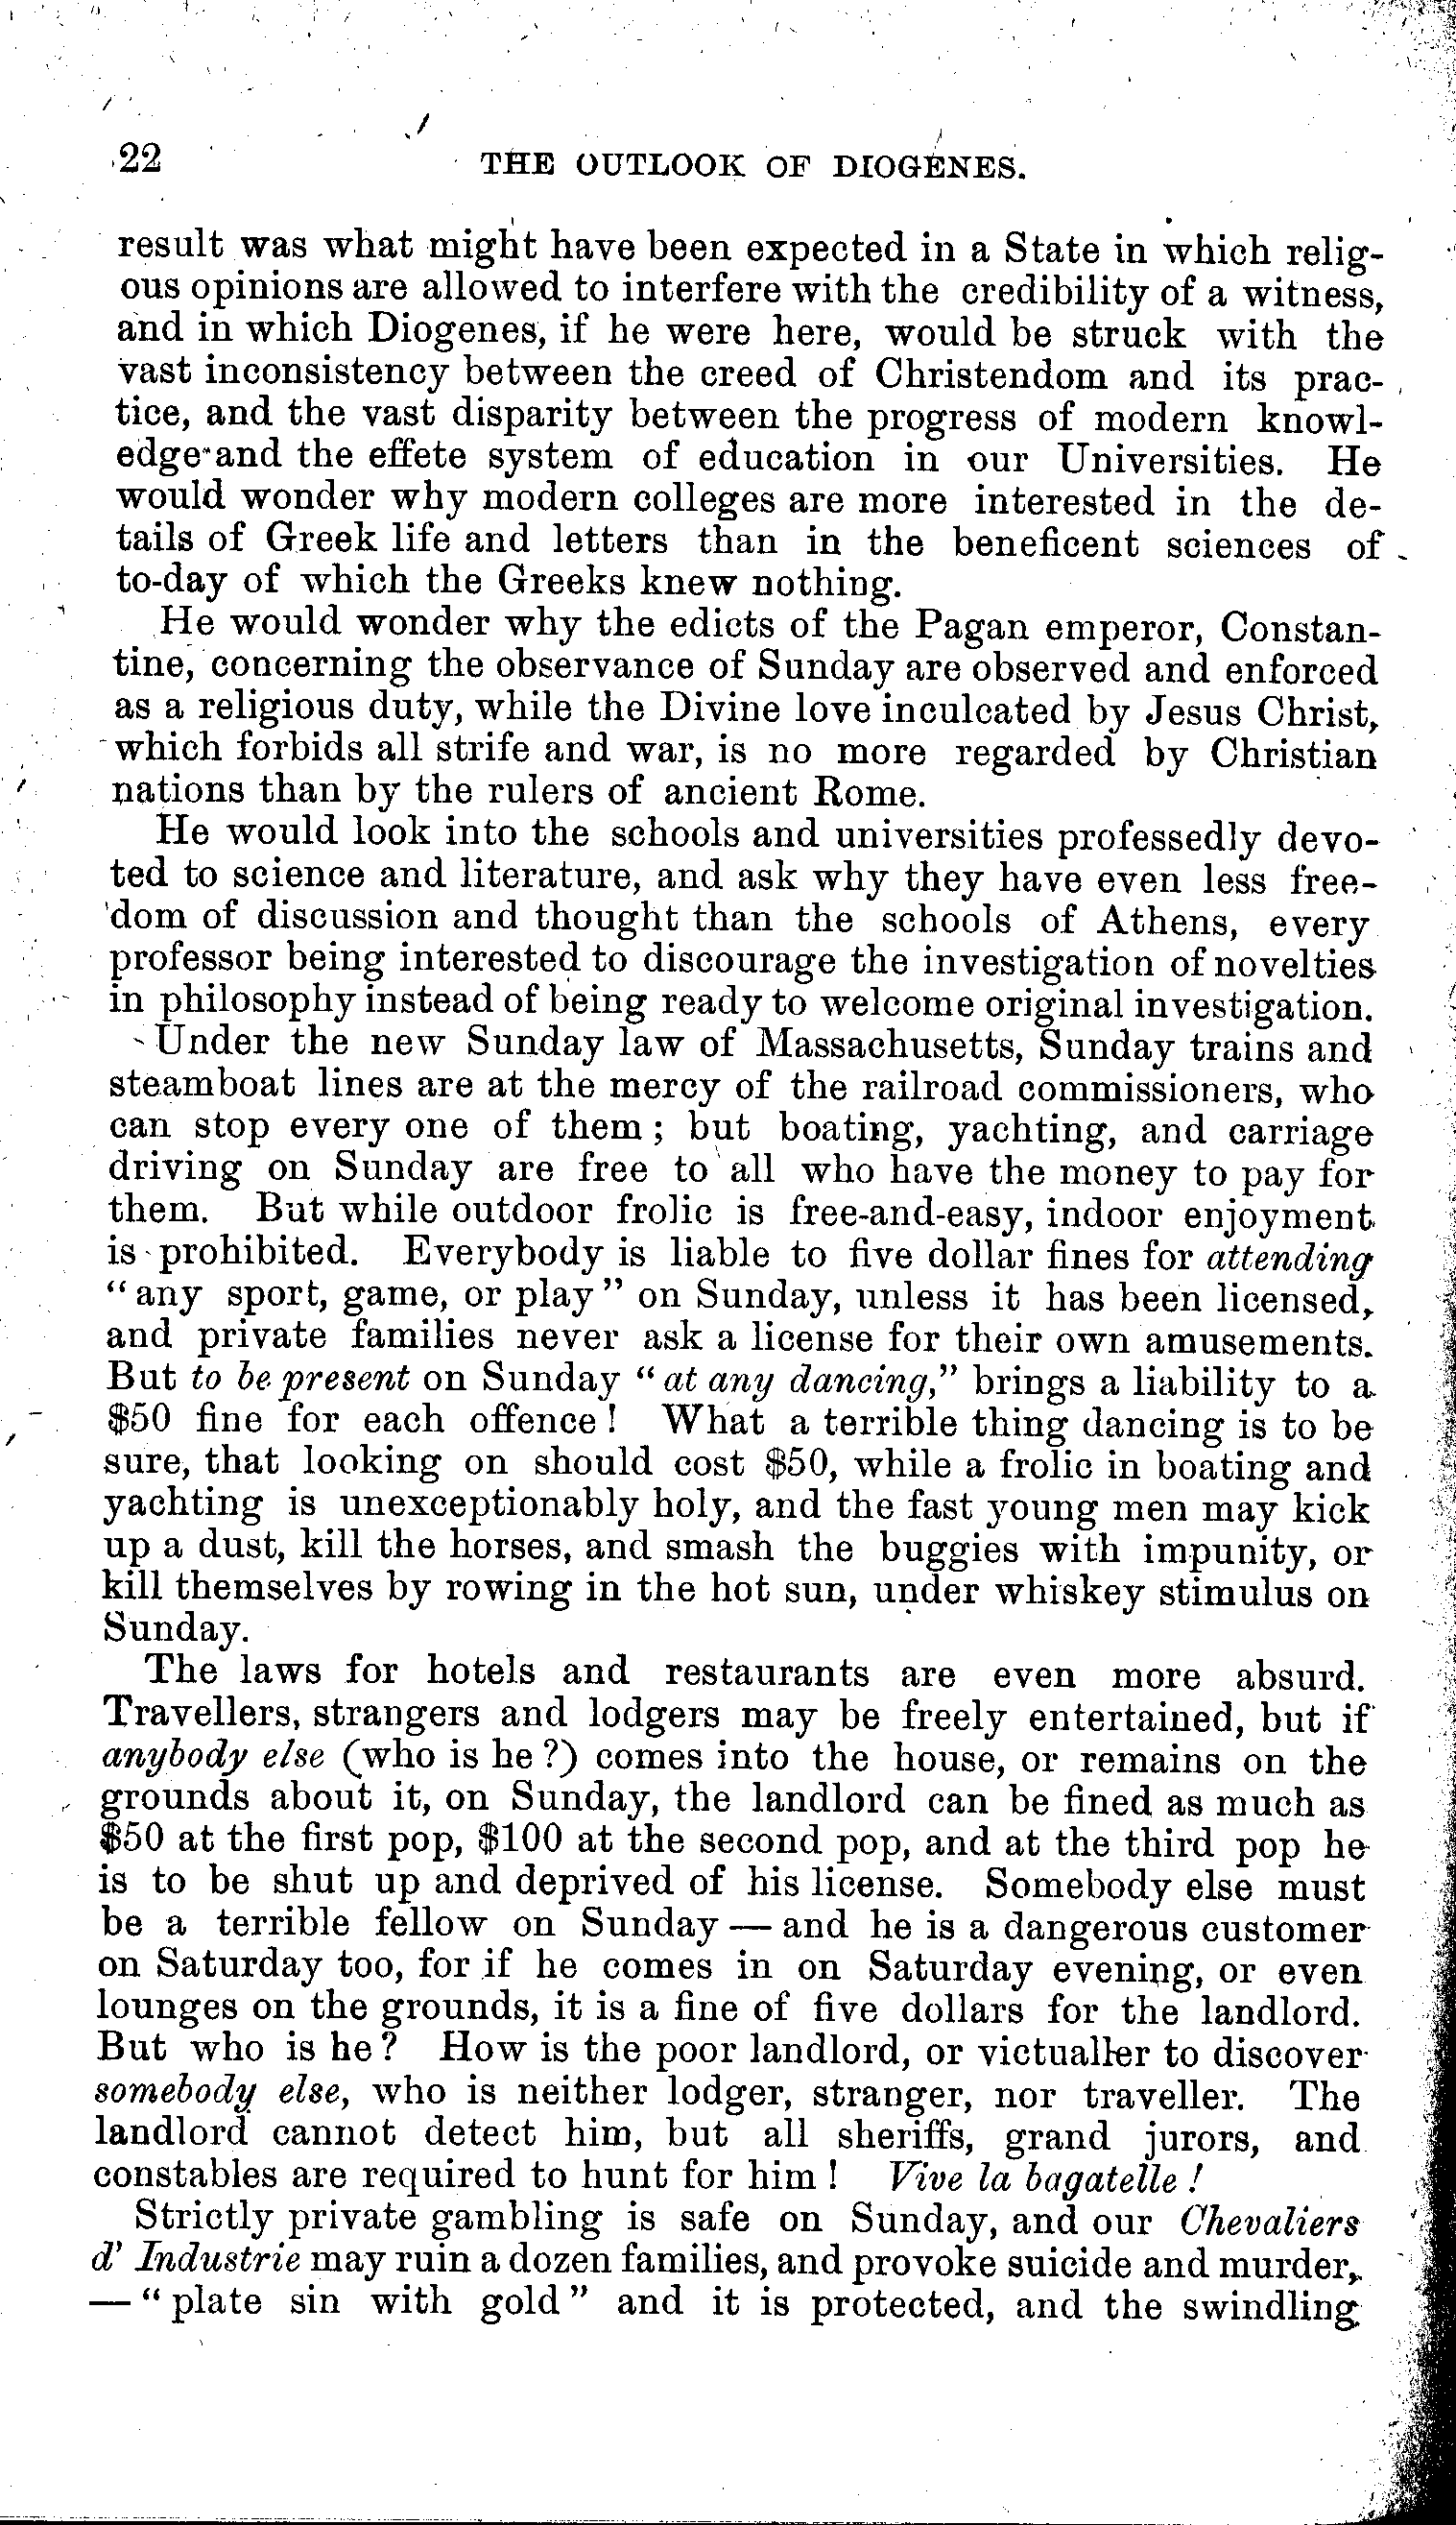 22 THE OUTLOOK OF DIOGENES.
result was what might have been expected in a State in which relig-
ous opinions are allowed to interfere with the credibility of a witness,
and in which Diogenes, if he were here, would be struck with the
vast inconsistency between the creed of Christendom and its prac-
tice, and the vast disparity between the progress of modern knowl-
edge and the effete system of education in our Universities. He
would wonder why modern colleges are more interested in the de-
tails of Greek life and letters than in the beneficent sciences of
to-day of which the Greeks knew nothing.
He would wonder why the edicts of the Pagan emperor, Constan-
tine, concerning the observance of Sunday are observed and enforced
as a religious duty, while the Divine love inculcated by Jesus Christ,
which forbids all strife and war, is no more regarded by Christian
nations than by the rulers of ancient Rome.
He would look into the schools and universities professedly devo-
ted to science and literature, and ask why they have even less free-
dom of discussion and thought than the schools of Athens, every
professor being interested to discourage the investigation of novelties
in philosophy instead of being ready to welcome original investigation.
Under the new Sunday law of Massachusetts, Sunday trains and
steamboat lines are at the mercy of the railroad commissioners, who
can stop every one of them; but boating, yachting, and carriage
driving on Sunday are free to all who have the money to pay for
them. But while outdoor frolic is free-and-easy, indoor enjoyment
is prohibited. Everybody is liable to five dollar fines for attending
"any sport, game, or play" on Sunday, unless it has been licensed,
and private families never ask a license for their own amusements.
But to be present on Sunday "at any dancing," brings a liability to a
$50 fine for each offence! What a terrible thing dancing is to be
sure, that looking on should cost $50, while a frolic in boating and
yachting is unexceptionably holy, and the fast young men may kick
up a dust, kill the horses, and smash the buggies with impunity, or
kill themselves by rowing in the hot sun, under whiskey stimulus on
Sunday.
The laws for hotels and restaurants are even more absurd.
Travellers, strangers and lodgers may be freely entertained, but if
anybody else (who is he?) comes into the house, or remains on the
grounds about it, on Sunday, the landlord can be fined as much as
$50 at the first pop, $100 at the second pop, and at the third pop he
is to be shut up and deprived of his license. Somebody else must
be a terrible fellow on Sunday — and he is a dangerous customer
on Saturday too, for if he comes in on Saturday evening, or even
lounges on the grounds, it is a fine of five dollars for the landlord.
But who is he? How is the poor landlord, or victualler to discover
somebody else, who is neither lodger, stranger, nor traveller. The
landlord cannot detect him, but all sheriffs, grand jurors, and
constables are required to hunt for him! Vive la bagatelle!
Strictly private gambling is safe on Sunday, and our Chevaliers
d' Industrie may ruin a dozen families, and provoke suicide and murder,
— "plate sin with gold" and it is protected, and the swindling